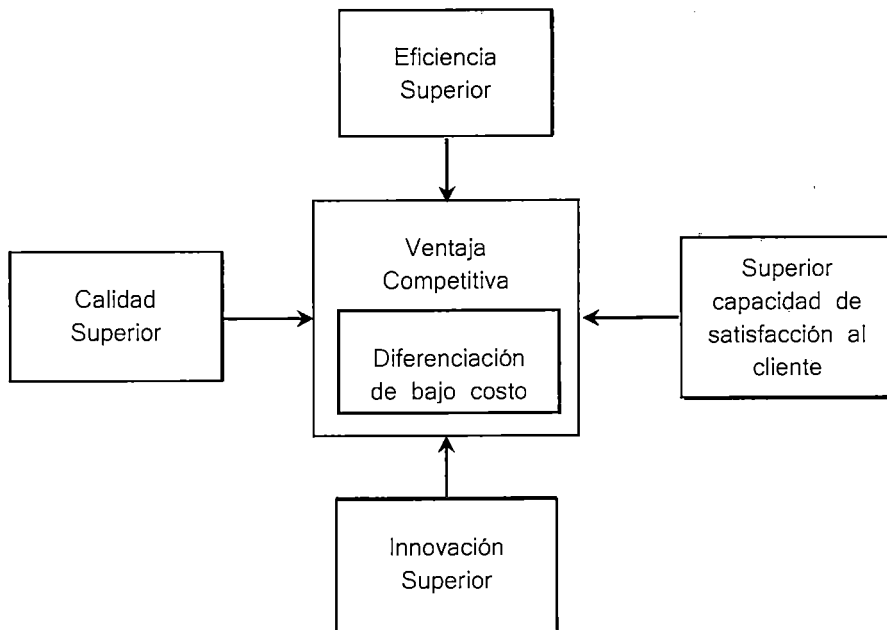 Eficiencia
Superior
Ventaja
Competitiva
Calidad
Superior
Superior
capacidad de
satisfacción al
cliente
Diferenciación
de bajo costo
Innovación
Superior